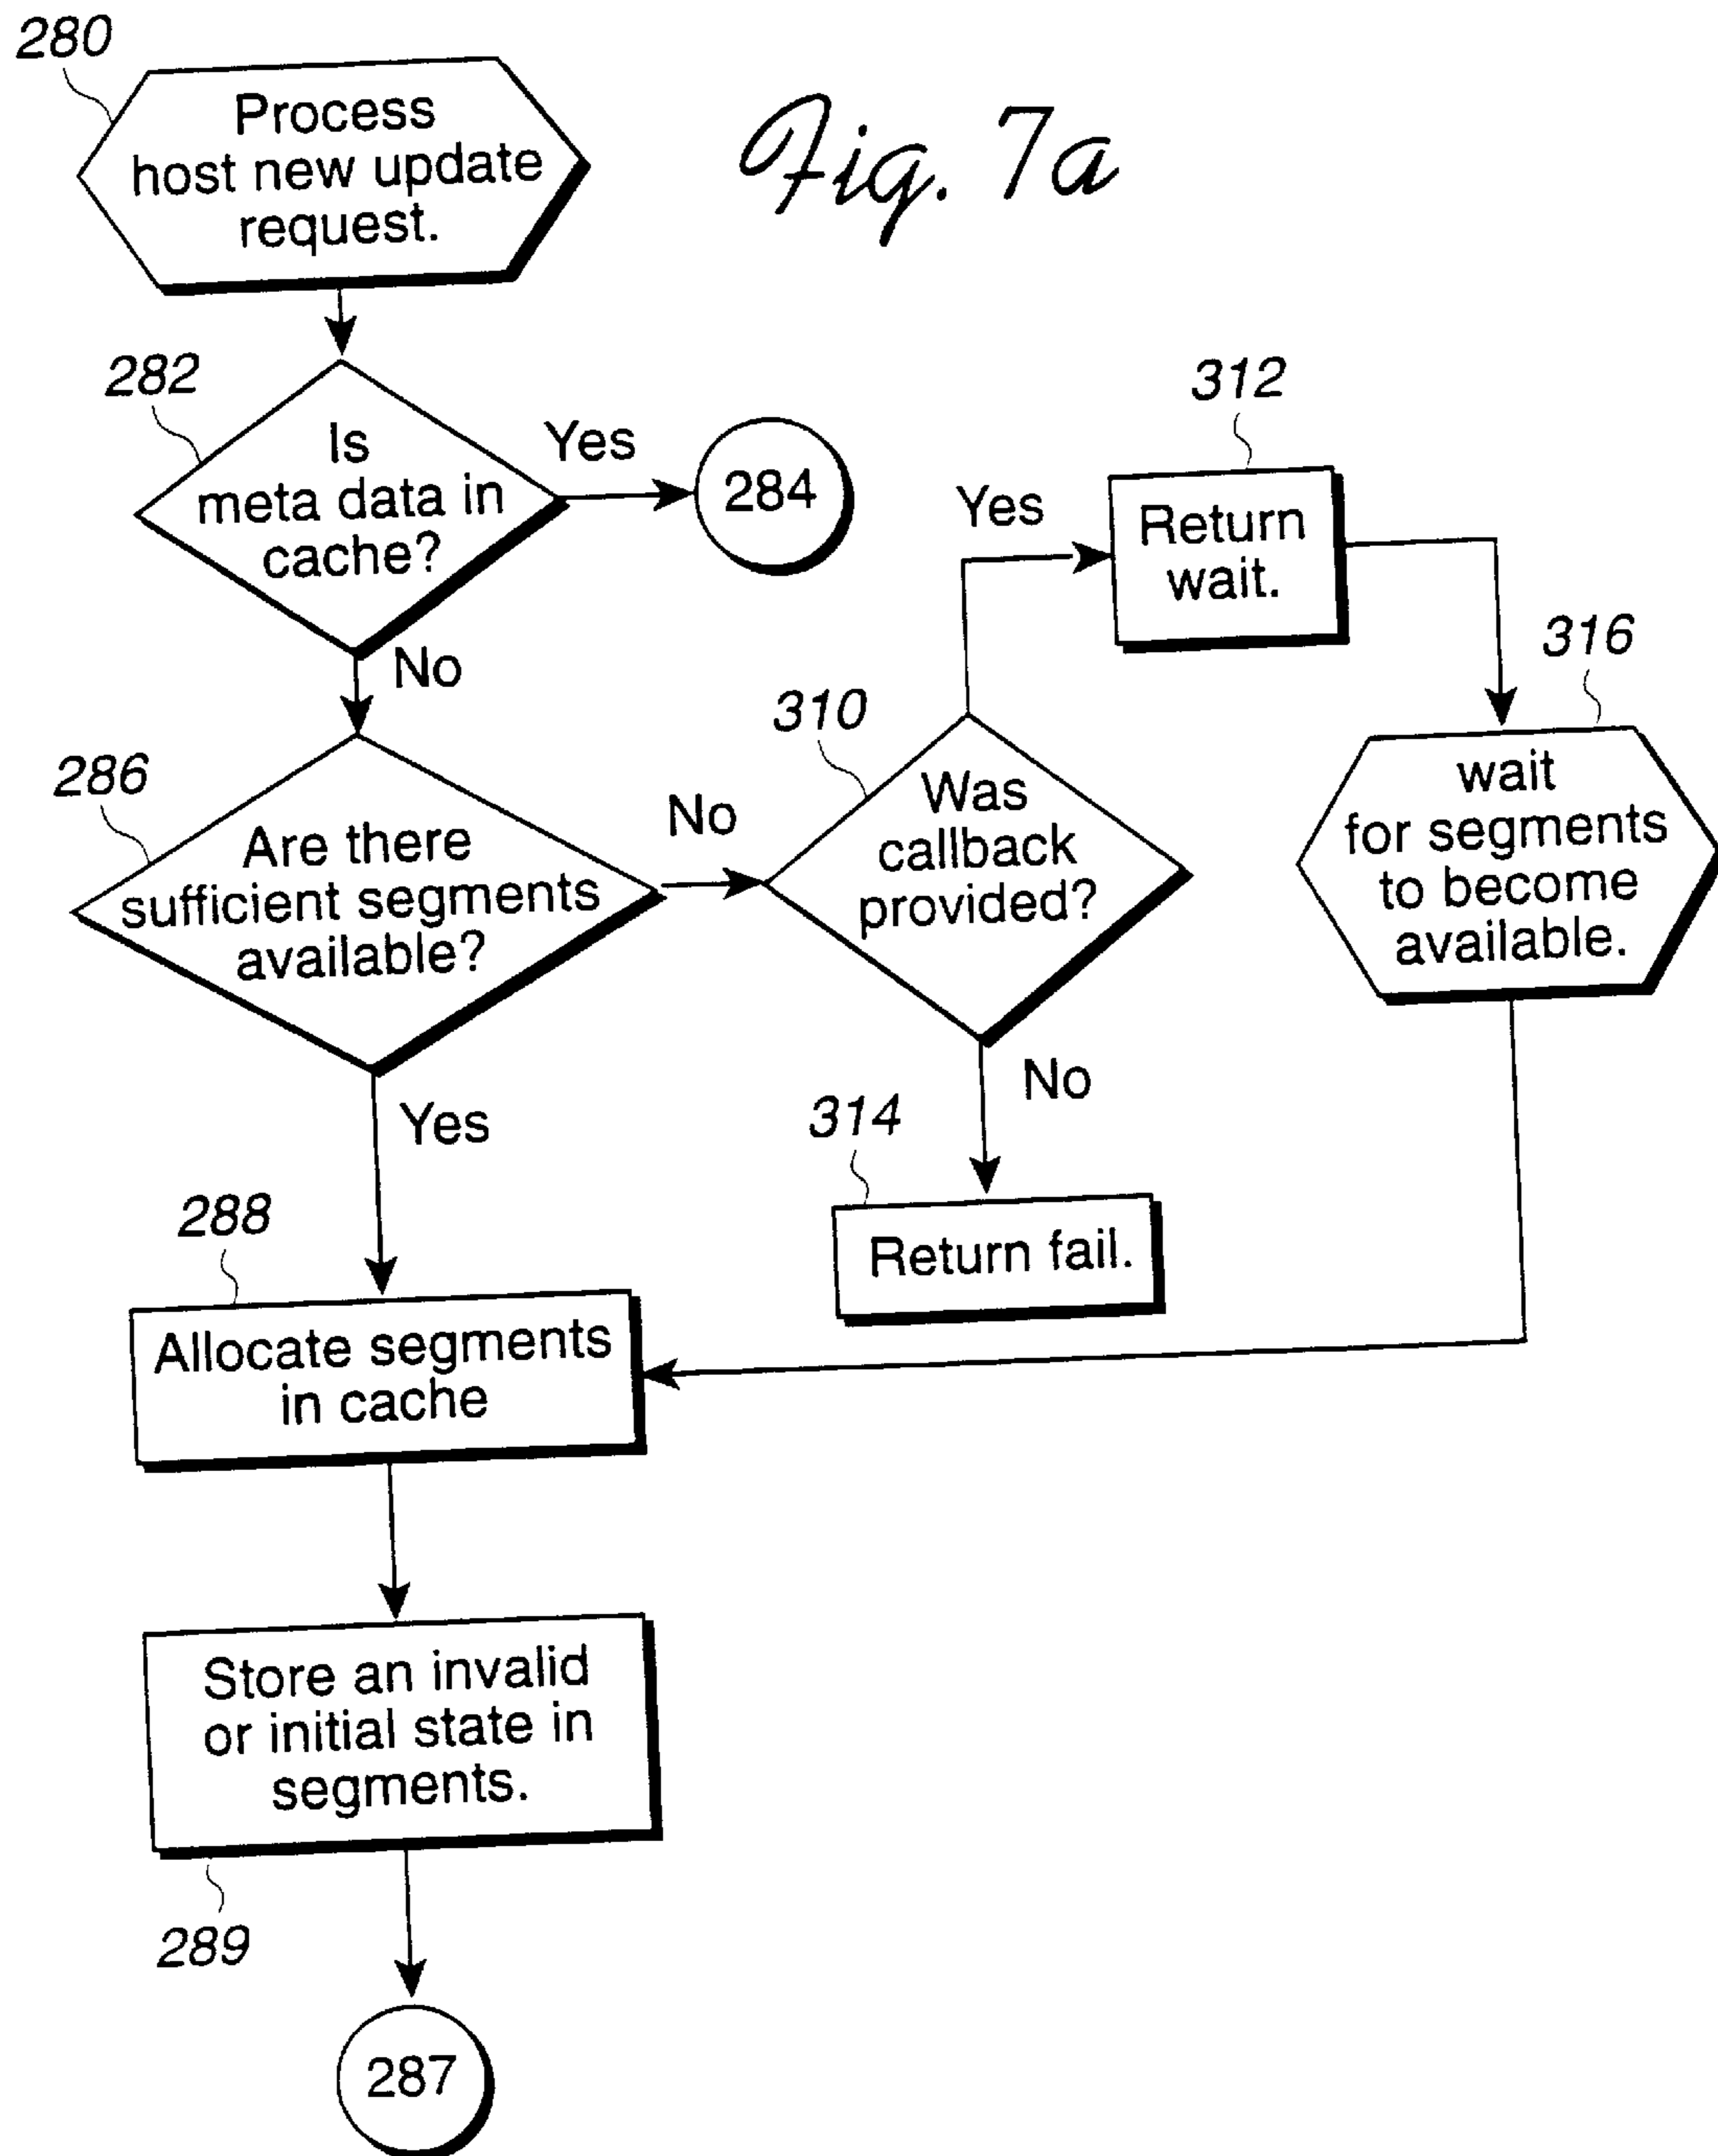 280
Process
host new update
request.
Fig. 7a
282
Is
meta data in
cache?
Yes
284
No
312
Return
wait.
Yes
316
wait
for segments
to become
available.
310
Was
callback
provided?
No
286
Are there
sufficient segments
available?
No
314
Return fail.
Yes
288
Allocate segments
in cache
Store an invalid
or initial state in
segments.
289
287